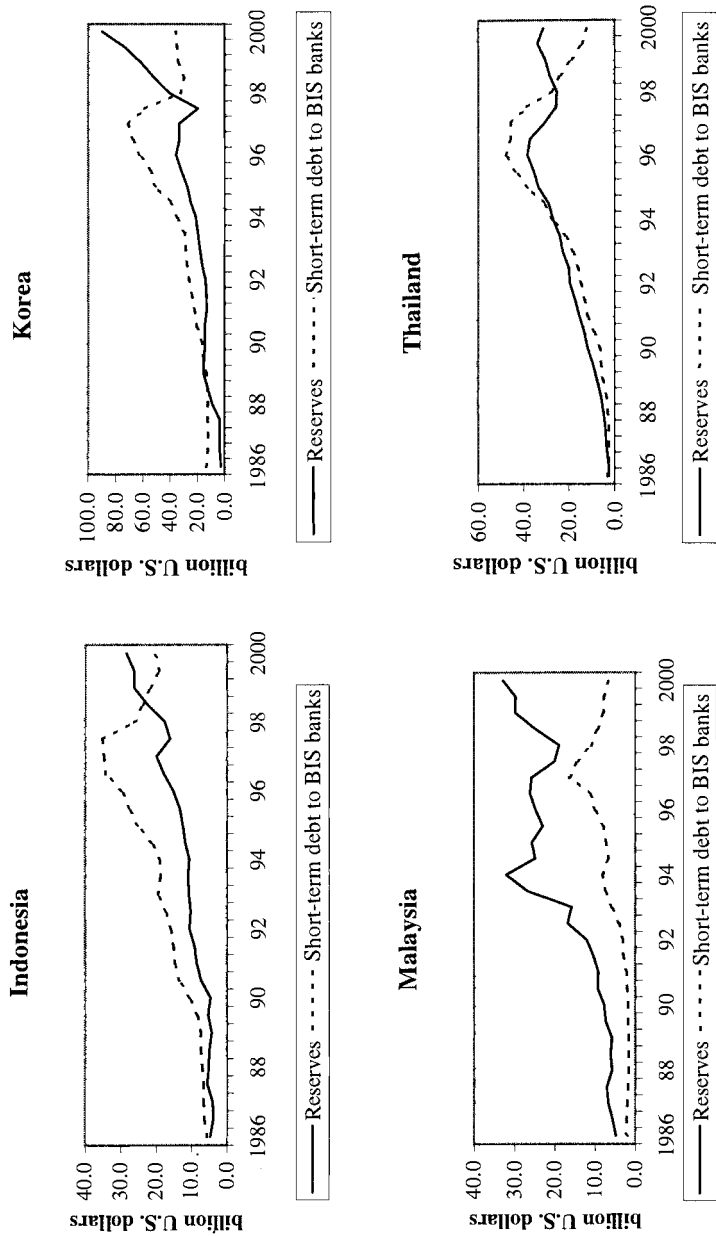 Indonesia
billion U.S. dollars
40.0
30.0
20.0
10.0
0.0
1986 88 90 92 94 96 98 2000
Reserves Short-term debt to BIS banks
Korea
billion U.S. dollars
100.0
80.0
60.0
40.0
20.0
0.0
1986 88 90 92 94 96 98 2000
Reserves Short-term debt to BIS banks
Malaysia
billion U.S. dollars
40.0
30.0
20.0
10.0
0.0
1986 88 90 92 94 96 98 2000
Reserves Short-term debt to BIS banks
Thailand
billion U.S. dollars
60.0
40.0
20.0
0.0
1986 88 90 92 94 96 98 2000
Reserves Short-term debt to BIS banks